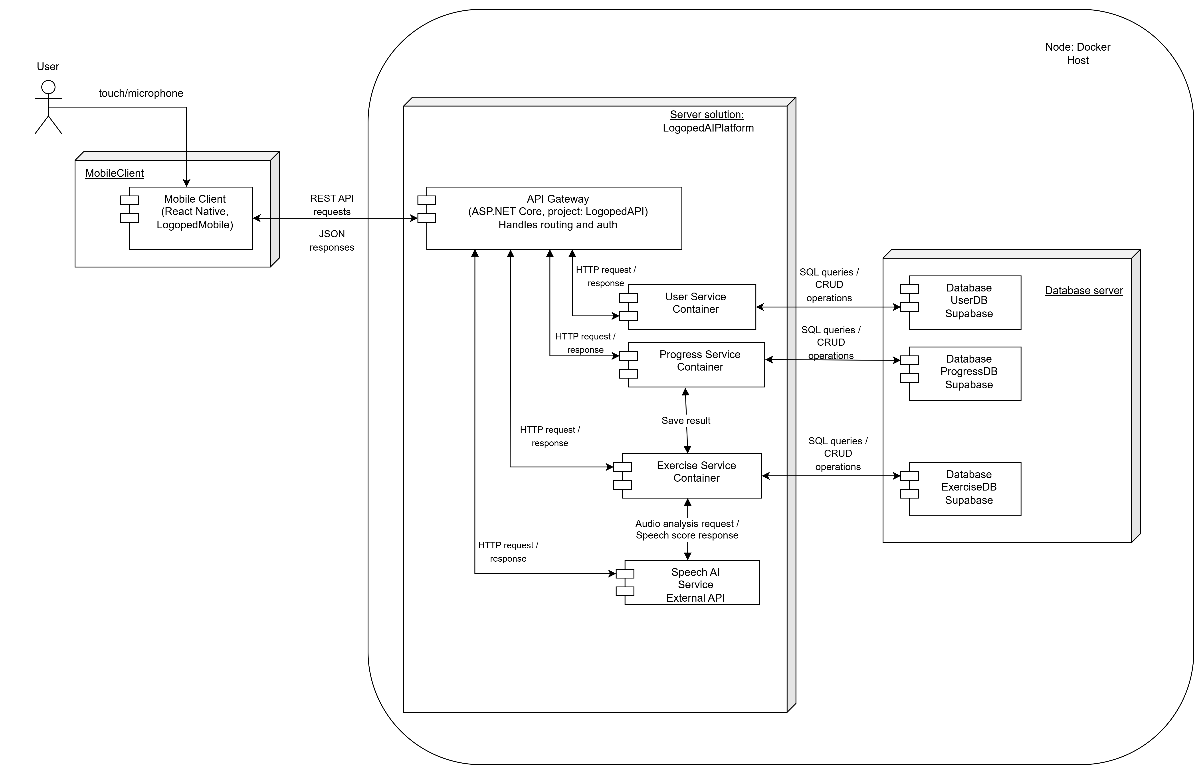 Node: Docker
Host
User
touch/microphone
Server solution:
LogopedAIPlatform
MobileClient
Mobile Client
(React Native,
LogopedMobile)
REST API
requests
JSON
responses
API Gateway
(ASP.NET Core, project: LogopedAPI)
Handles routing and auth
HTTP request /
response
User Service
Container
SQL queries /
CRUD
operations
Database
UserDB
Supabase
Database server
HTTP request /
response
Progress Service
Container
SQL queries /
CRUD
operations
Database
ProgressDB
Supabase
Save result
HTTP request /
response
Exercise Service
Container
SQL queries /
CRUD
operations
Database
ExerciseDB
Supabase
Audio analysis request /
Speech score response
HTTP request /
response
Speech AI
Service
External API